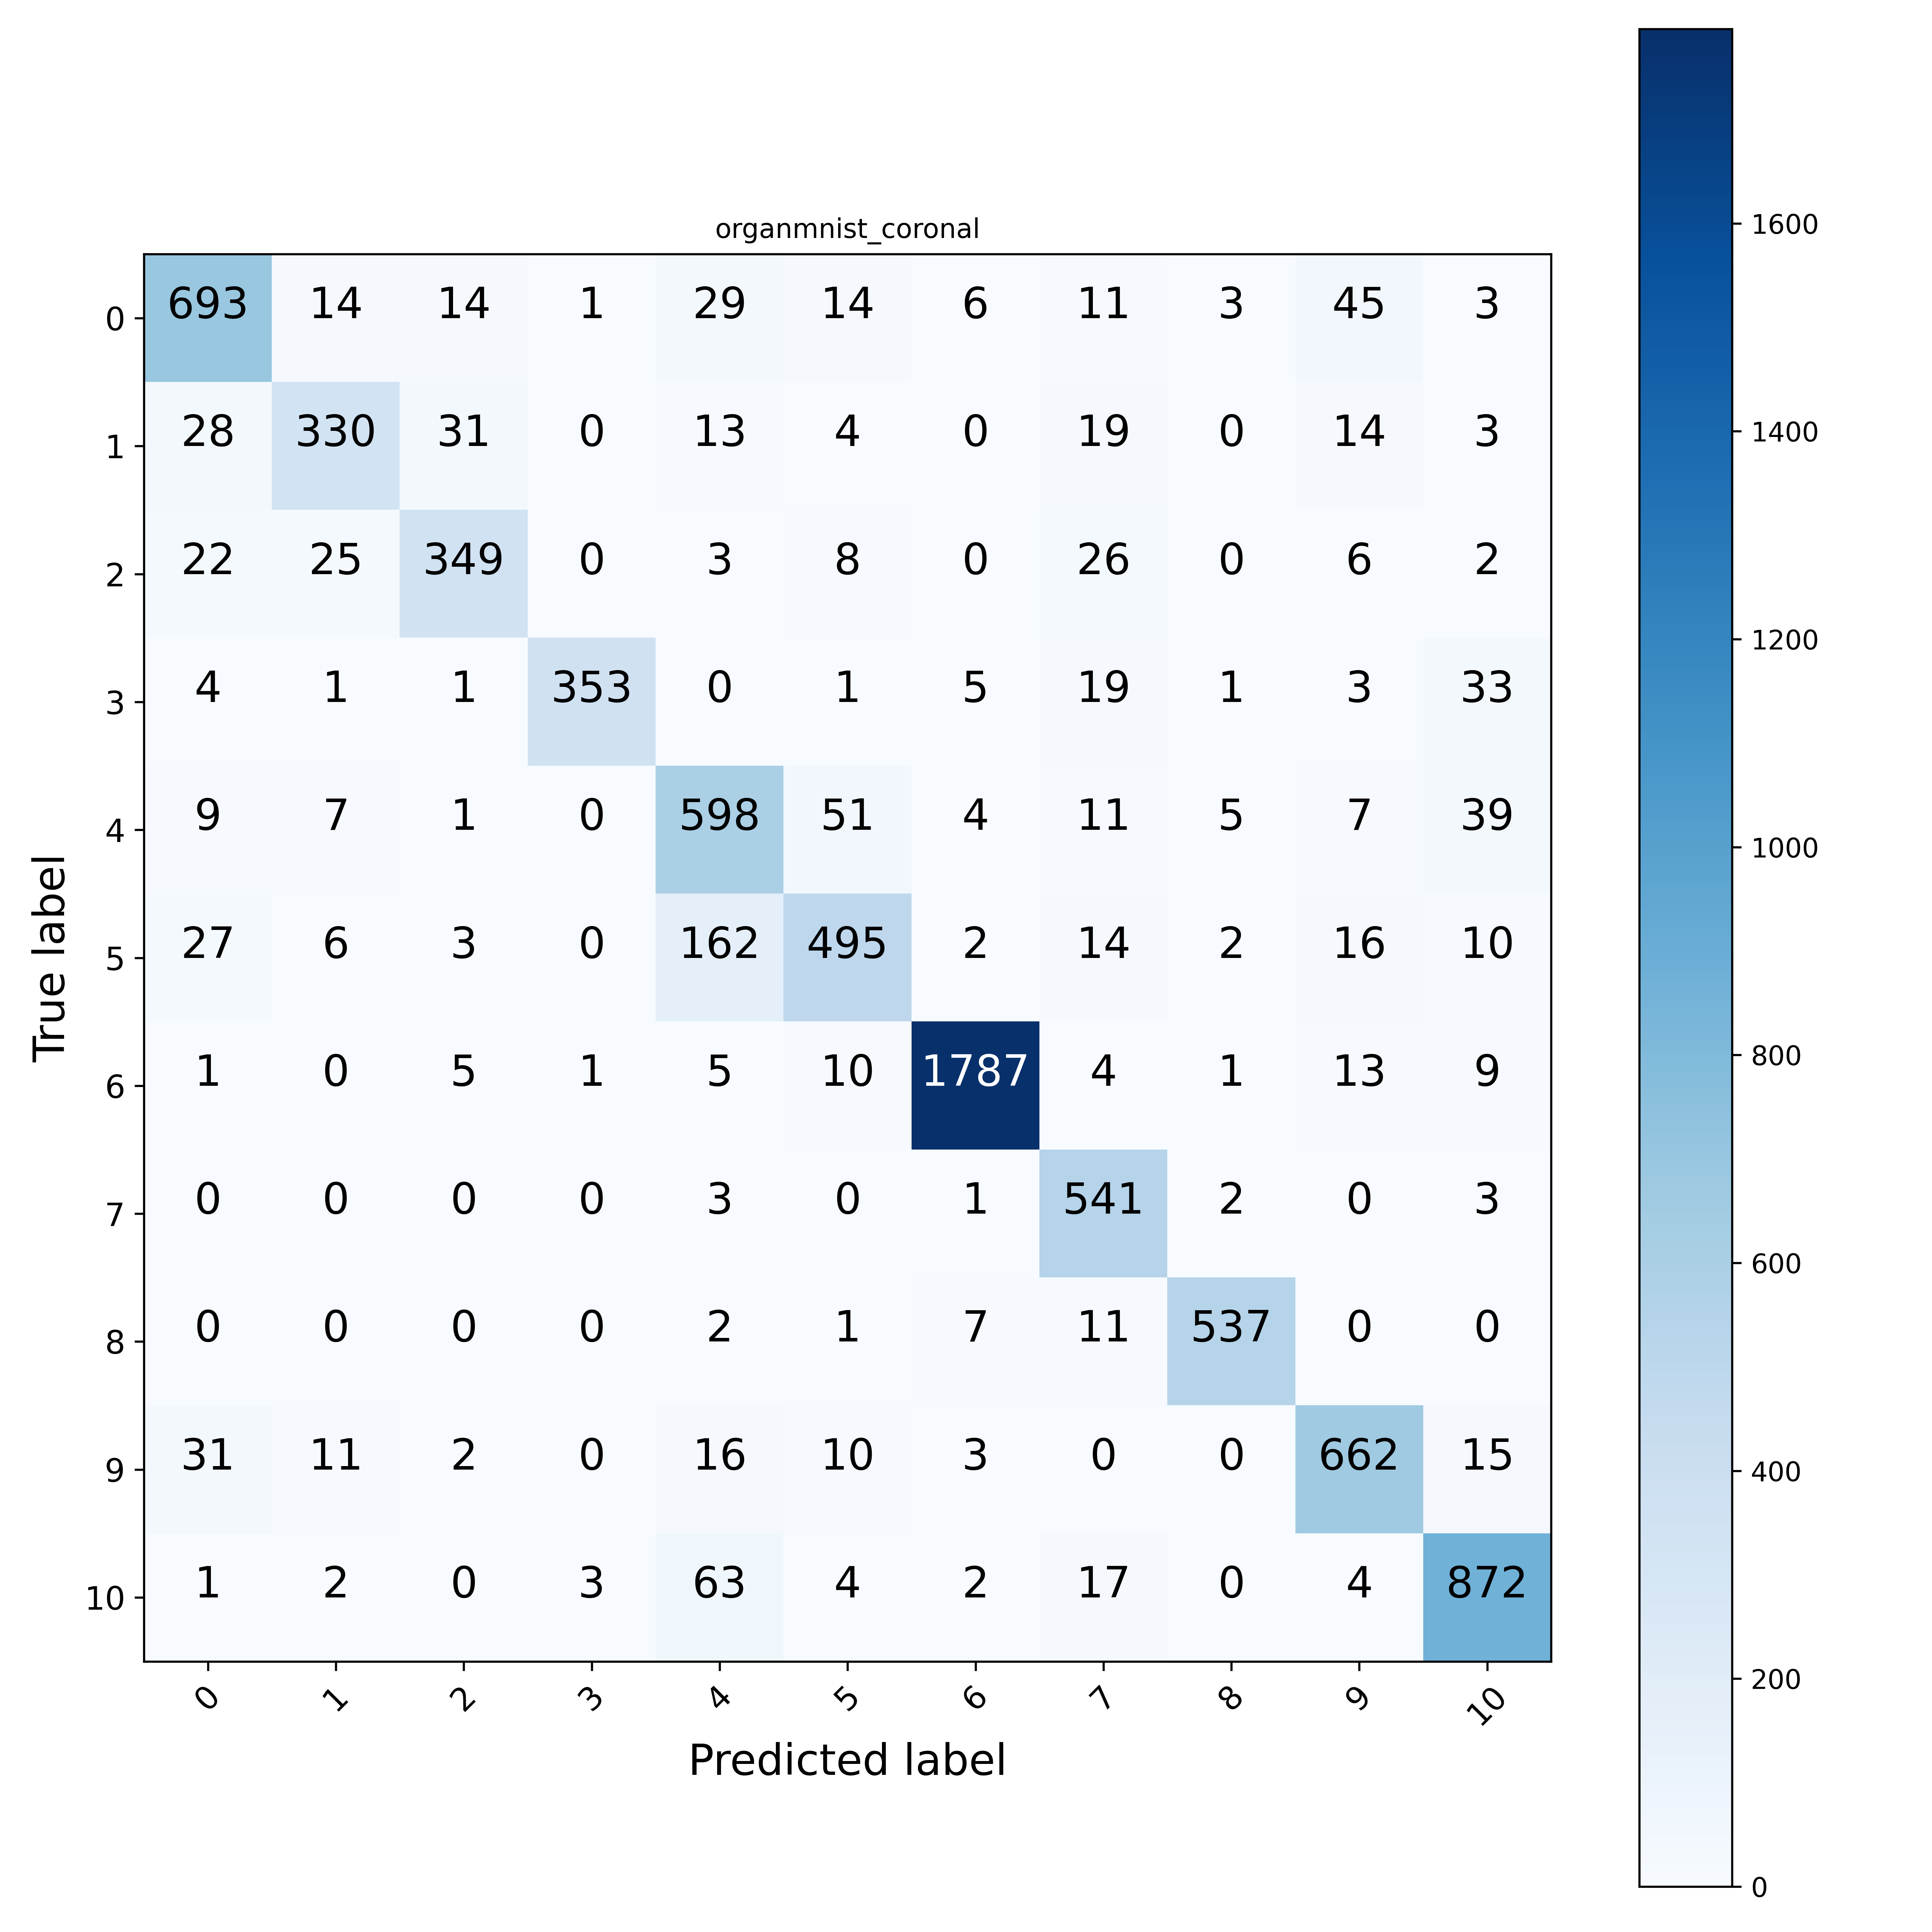 organmnist_coronal
0 693 14 14 1 29 14 6 11 3 45 3
1 28 330 31 0 13 4 0 19 0 14 3
2 22 25 349 0 3 8 0 26 0 6 2
3 4 1 1 353 0 1 5 19 1 3 33
4 9 7 1 0 598 51 4 11 5 7 39
5 27 6 3 0 162 495 2 14 2 16 10
6 1 0 5 1 5 10 1787 4 1 13 9
7 0 0 0 0 3 0 1 541 2 0 3
8 0 0 0 0 2 1 7 11 537 0 0
9 31 11 2 0 16 10 3 0 0 662 15
10 1 2 0 3 63 4 2 17 0 4 872
0 1 2 3 4 5 6 7 8 9 10
Predicted label
True label
1600
1400
1200
1000
800
600
400
200
0